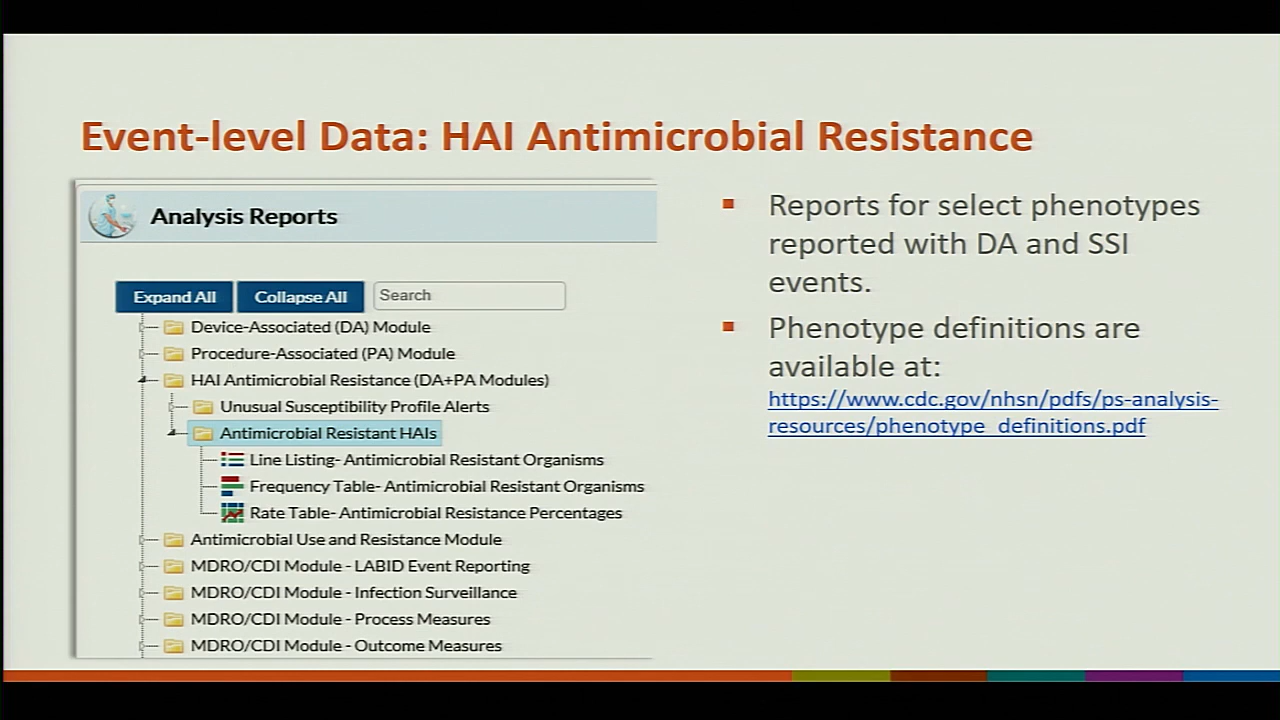 Event-level Data: HAI Antimicrobial Resistance
Analysis Reports
Expand All
Collapse All
Search
Device-Associated (DA) Module
Procedure-Associated (PA) Module
HAI Antimicrobial Resistance (DA+PA Modules)
Unusual Susceptibility Profile Alerts
Antimicrobial Resistant HAIs
Line Listing- Antimicrobial Resistant Organisms
Frequency Table- Antimicrobial Resistant Organisms
Rate Table- Antimicrobial Resistance Percentages
Antimicrobial Use and Resistance Module
MDRO/CDI Module - LABID Event Reporting
MDRO/CDI Module - Infection Surveillance
MDRO/CDI Module - Process Measures
MDRO/CDI Module - Outcome Measures
Reports for select phenotypes
reported with DA and SSI
events.
Phenotype definitions are
available at:
https://www.cdc.gov/nhsn/pdfs/ps-analysis-
resources/phenotype_definitions.pdf